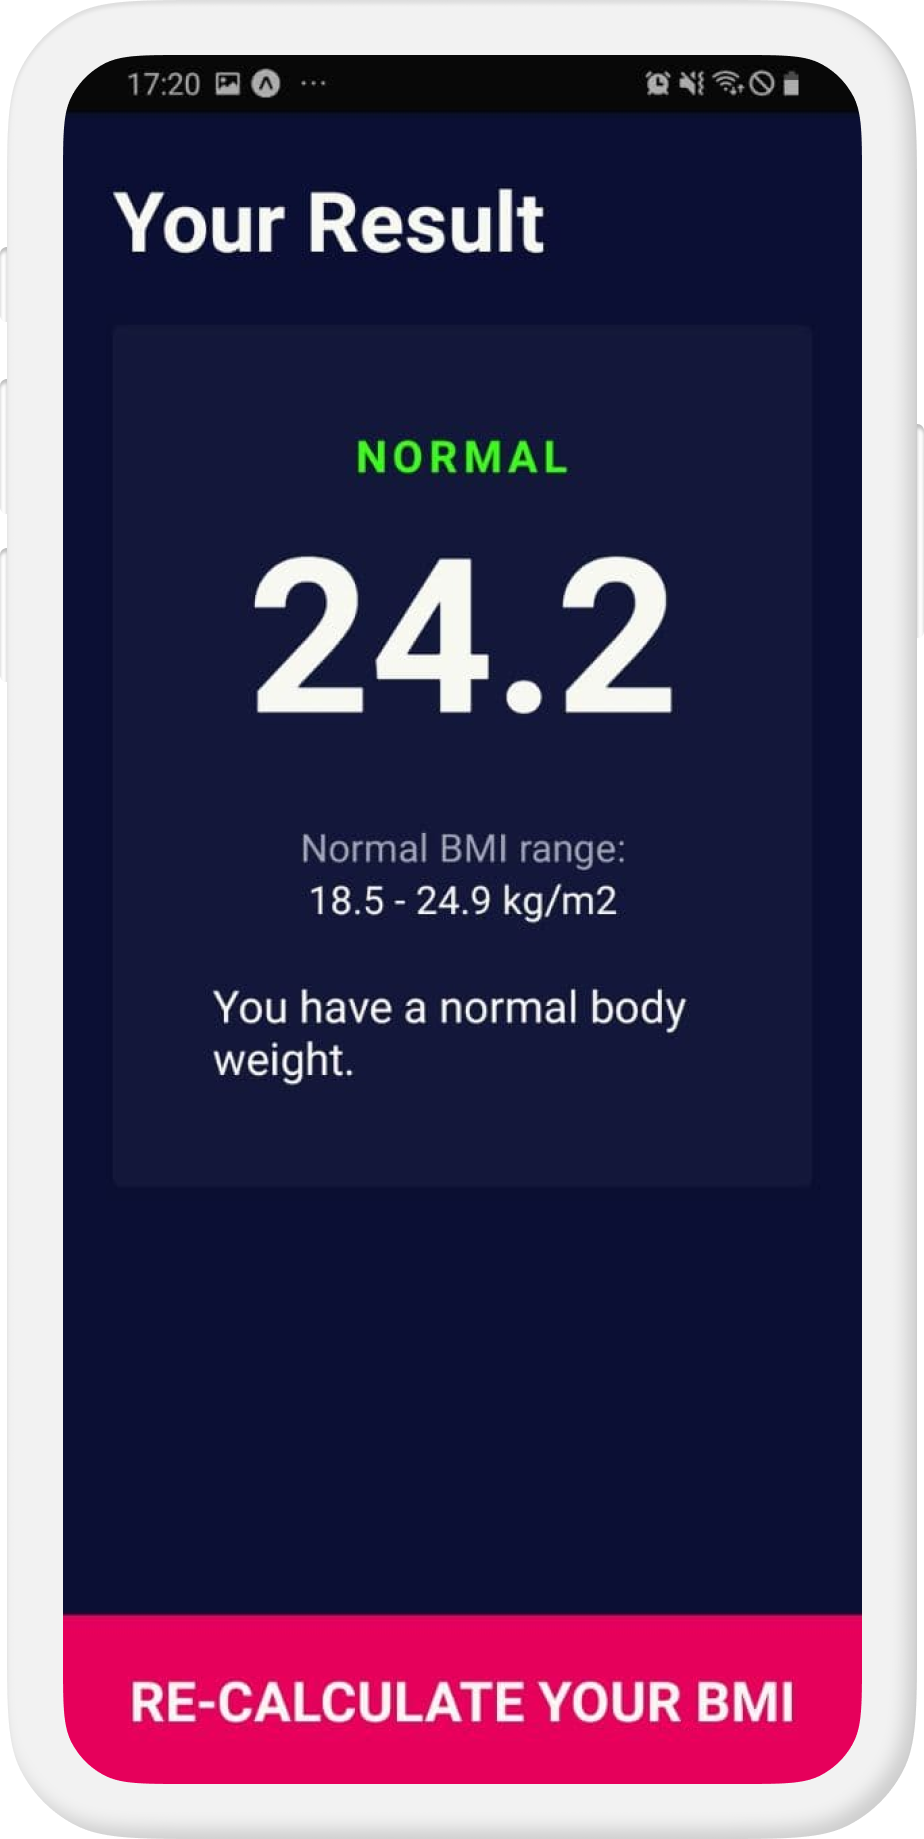 17:20
Your Result
NORMAL
24.2
Normal BMI range:
18.5 - 24.9 kg/m2
You have a normal body
weight.
RE-CALCULATE YOUR BMI